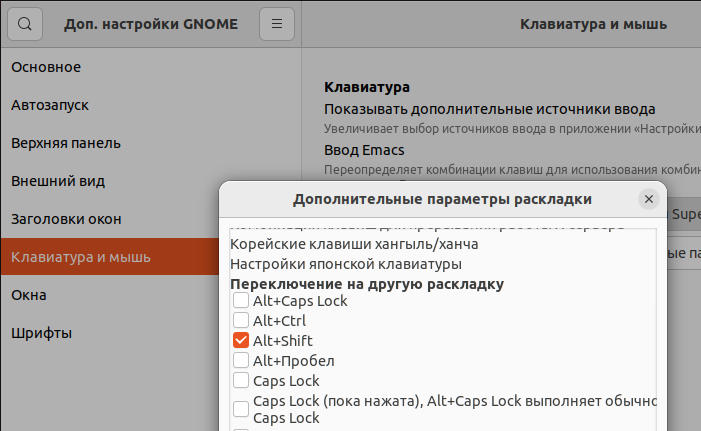 Доп. настройки GNOME
Клавиатура и мышь
Основное
Автозапуск
Верхняя панель
Внешний вид
Заголовки окон
Клавиатура и мышь
Окна
Шрифты
Клавиатура
Показывать дополнительные источники ввода
Увеличивает выбор источников ввода в приложении «Настройки
Ввод Emacs
Переопределяет комбинации клавиш для использования
Super
Дополнительные параметры раскладки
Корейские клавиши хангыль/ханча
Настройки японской клавиатуры
Переключение на другую раскладку
Alt+Caps Lock
Alt+Ctrl
Alt+Shift
Alt+Пробел
Caps Lock
Caps Lock (пока нажата), Alt+Caps Lock выполняет
Caps Lock